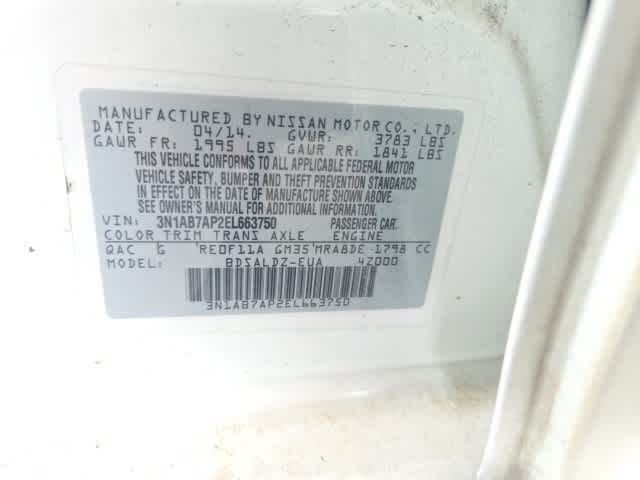 MANUFACTURED BY NISSAN MOTOR CO., LTD.
DATE: 04/14. GVWR: 3783 LBS
GAWR FR: 1995 LBS GAWR RR: 1841 LBS
THIS VEHICLE CONFORMS TO ALL APPLICABLE FEDERAL MOTOR
VEHICLE SAFETY, BUMPER AND THEFT PREVENTION STANDARDS
IN EFFECT ON THE DATE OF MANUFACTURE SHOWN ABOVE.
SEE OWNER'S MANUAL FOR ADDITIONAL INFORMATION.
VIN: 3N1AB7AP2EL663750 PASSENGER CAR.
COLOR TRIM TRANS AXLE ENGINE
QAC G RE0F11A GM35 MRA8DE 1798 CC
MODEL: BDSALDZ-EUA 4Z000
3N1AB7AP2EL663750